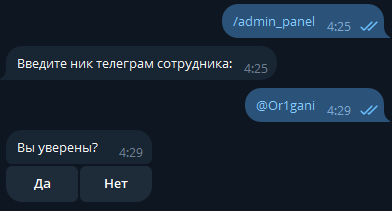 /admin_panel
4:25
Введите ник телеграм сотрудника:
4:25
@Or1gani
4:29
Вы уверены?
4:29
Да
Нет